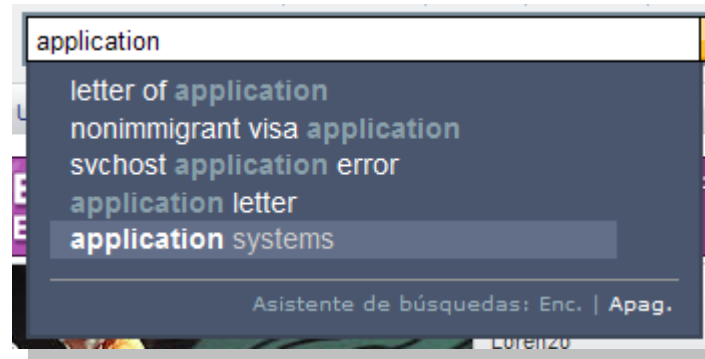 application
letter of application
nonimmigrant visa application
svchost application error
application letter
application systems
Asistente de búsquedas: Enc. | Apag.
Lorenzo